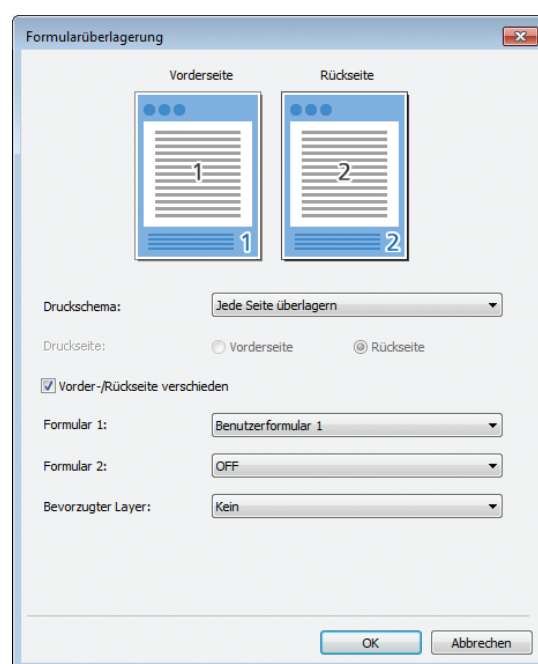 Formularüberlagerung
Vorderseite Rückseite
1 2
1 2
Druckschema: Jede Seite überlagern
Druckseite: Vorderseite Rückseite
Vorder-/Rückseite verschieden
Formular 1: Benutzerformular 1
Formular 2: OFF
Bevorzugter Layer: Kein
OK Abbrechen